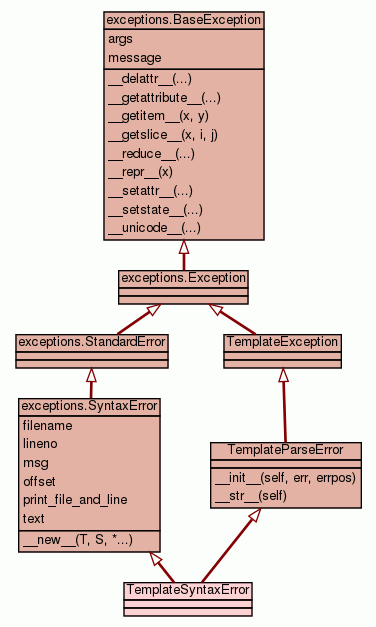 exceptions.BaseException
args
message
__delattr__(...)
__getattribute__(...)
__getitem__(x, y)
__getslice__(x, i, j)
__reduce__(...)
__repr__(x)
__setattr__(...)
__setstate__(...)
__unicode__(...)
exceptions.Exception
exceptions.StandardError
TemplateException
exceptions.SyntaxError
filename
lineno
msg
offset
print_file_and_line
text
__new__(T, S, *...)
TemplateParseError
__init__(self, err, errpos)
__str__(self)
TemplateSyntaxError